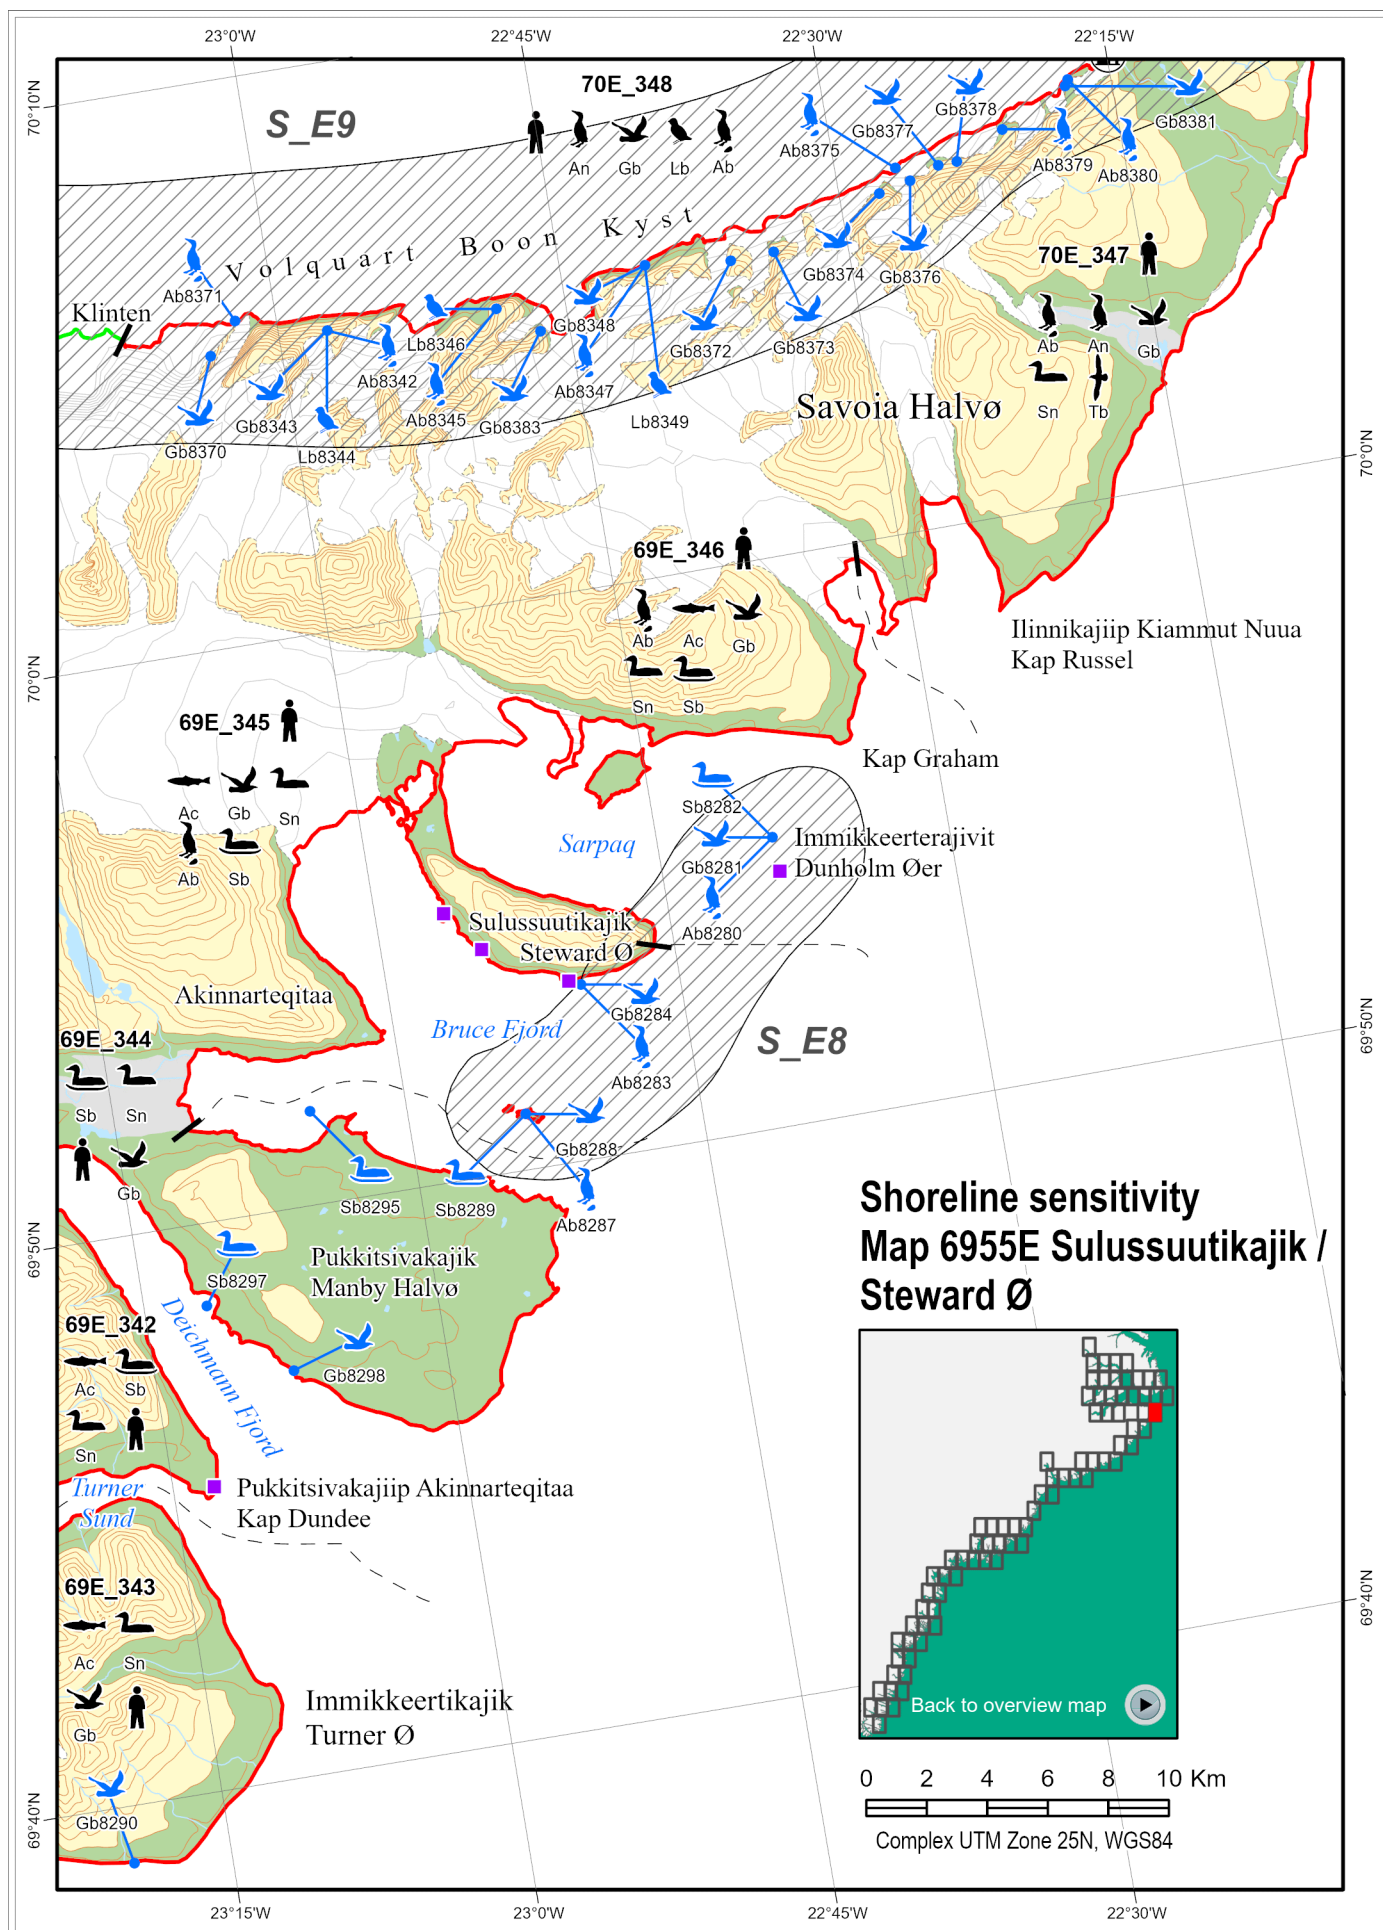 23°0'W
22°45'W
22°30'W
22°15'W
70°10'N
S_E9
70E_348
An
Gb
Lb
Ab
Ab8375
Gb8377
Gb8378
Gb8381
Ab8379
Ab8380
Volquart Boon Kyst
Ab8371
Klinten
Gb8370
Gb8343
Lb8344
Ab8342
Lb8346
Ab8345
Gb8383
Gb8348
Ab8347
Lb8349
Gb8372
Gb8373
Gb8374
Gb8376
70E_347
Ab
An
Gb
Sn
Tb
Savoia Halvø
70°0'N
69E_346
Ab
Ac
Gb
Sn
Sb
Ilinnikajiip Kiammut Nuua
Kap Russel
70°0'N
69E_345
Ac
Gb
Sn
Ab
Sb
Kap Graham
Sb8282
Gb8281
Ab8280
Sarpaq
Immikkeerterajivit
Dunholm Øer
Sulussuutikajik
Steward Ø
Akinnarteqitaa
Bruce Fjord
Gb8284
Ab8283
S_E8
69°50'N
69E_344
Sb
Sn
Gb
Sb8295
Sb8289
Gb8288
Ab8287
69°50'N
Sb8297
Pukkitsivakajik
Manby Halvø
Gb8298
Deichmann Fjord
69E_342
Ac
Sb
Sn
Turner
Sund
Pukkitsivakajiip Akinnarteqitaa
Kap Dundee
69E_343
Ac
Sn
Gb
Immikkeertikajik
Turner Ø
Gb8290
69°40'N
69°40'N
Shoreline sensitivity
Map 6955E Sulussuutikajik /
Steward Ø
Back to overview map
0 2 4 6 8 10 Km
Complex UTM Zone 25N, WGS84
23°15'W
23°0'W
22°45'W
22°30'W